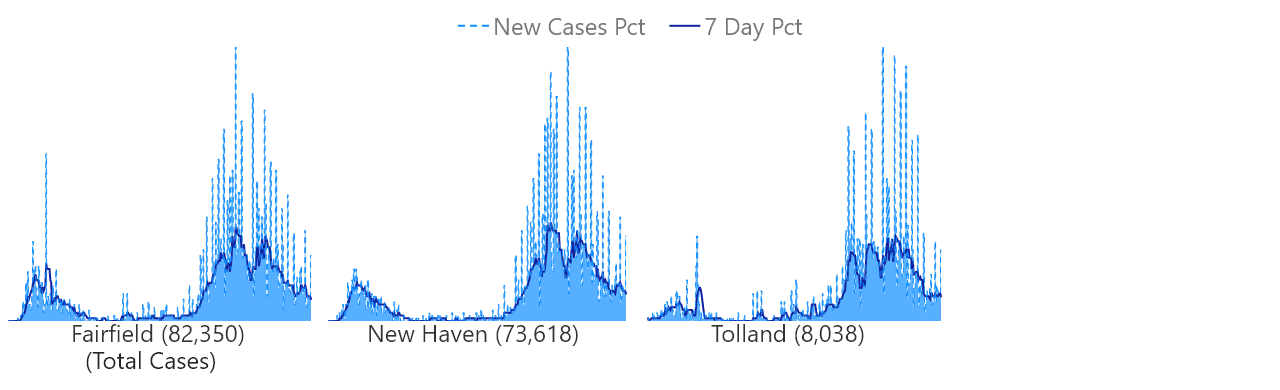 New Cases Pct 7 Day Pct
Fairfield (82,350) New Haven (73,618) Tolland (8,038)
(Total Cases)